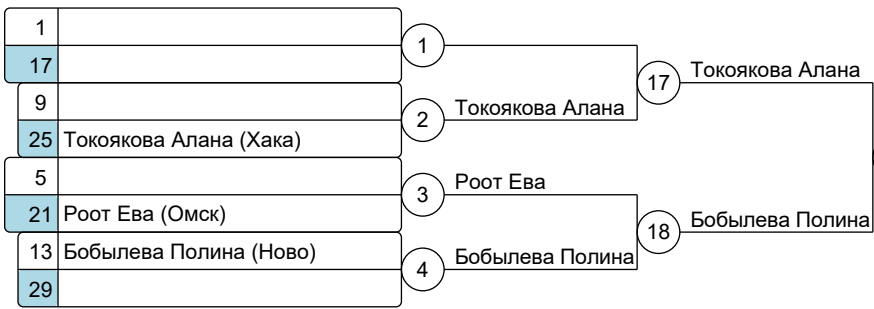 1
17
1
9
25 Токоякова Алана (Хака)
2
Токоякова Алана
17
Токоякова Алана
5
21 Роот Ева (Омск)
3
Роот Ева
13 Бобылева Полина (Ново)
29
4
Бобылева Полина
18
Бобылева Полина